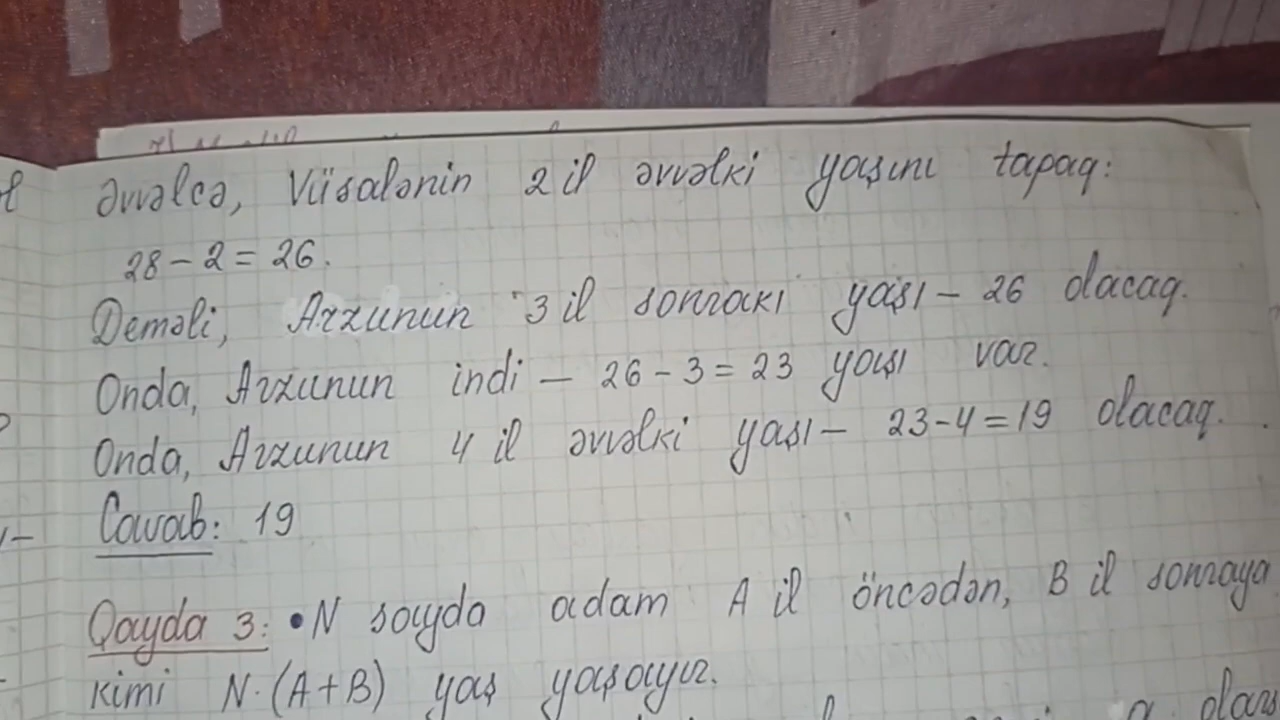 Əvvəlcə, Vüsalənin 2 il əvvəlki yaşını tapaq:
28 - 2 = 26.
Deməli, Arzunun 3 il sonrakı yaşı - 26 olacaq.
Onda, Arzunun indi - 26 - 3 = 23 yaşı var.
Onda, Arzunun 4 il əvvəlki yaşı - 23 - 4 = 19 olacaq.
Cavab: 19
Qayda 3: • N sayda adam A il öncədən, B il sonraya
kimi N·(A+B) yaş yaşayır.